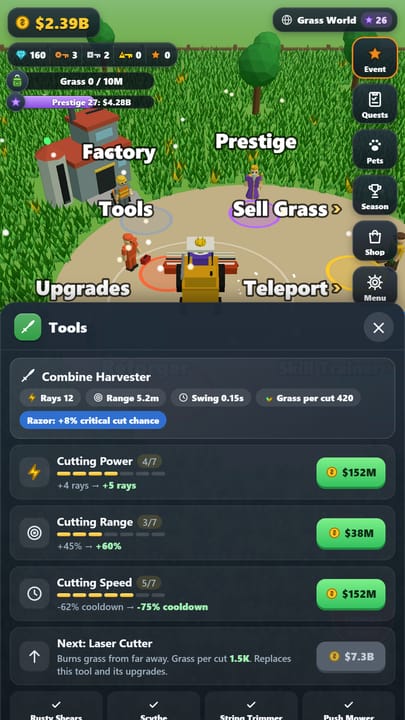 $2.39B
Grass World 26
160 3 2 0 0
Grass 0 / 10M
Prestige 27: $4.28B
Event
Quests
Pets
Season
Shop
Menu
Factory
Prestige
Tools
Sell Grass ›
Upgrades
Teleport ›
Tools
Combine Harvester
Rays 12
Range 5.2m
Swing 0.15s
Grass per cut 420
Razor: +8% critical cut chance
Cutting Power 4/7
+4 rays → +5 rays
$152M
Cutting Range 3/7
+45% → +60%
$38M
Cutting Speed 5/7
-62% cooldown → -75% cooldown
$152M
Next: Laser Cutter
Burns grass from far away. Grass per cut 1.5K. Replaces
this tool and its upgrades.
$7.3B
Rusty Shears
Scythe
String Trimmer
Push Mower